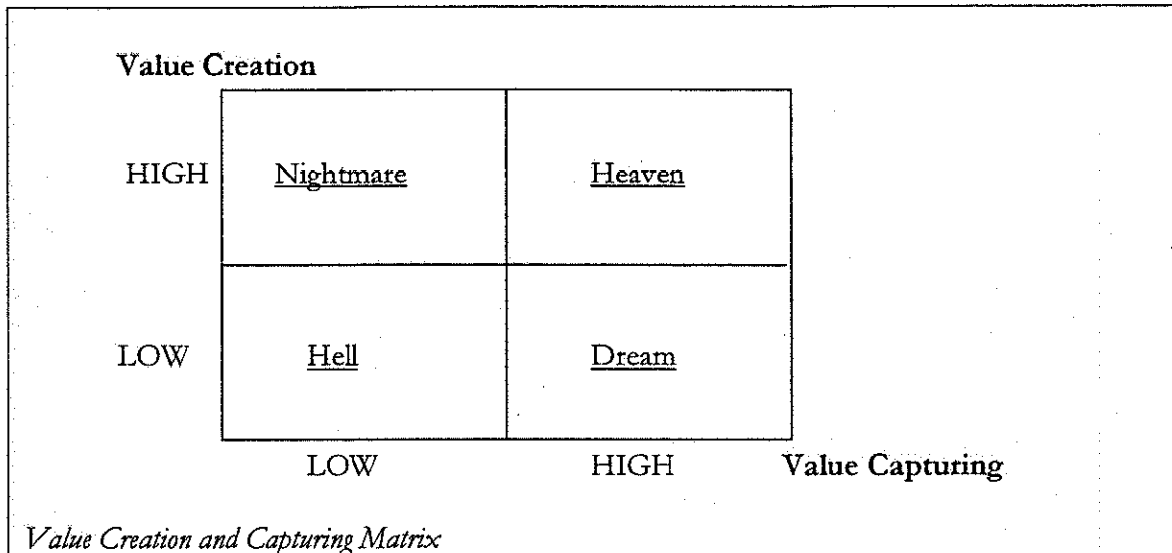 Value Creation
HIGH Nightmare Heaven
LOW Hell Dream
LOW HIGH Value Capturing
Value Creation and Capturing Matrix